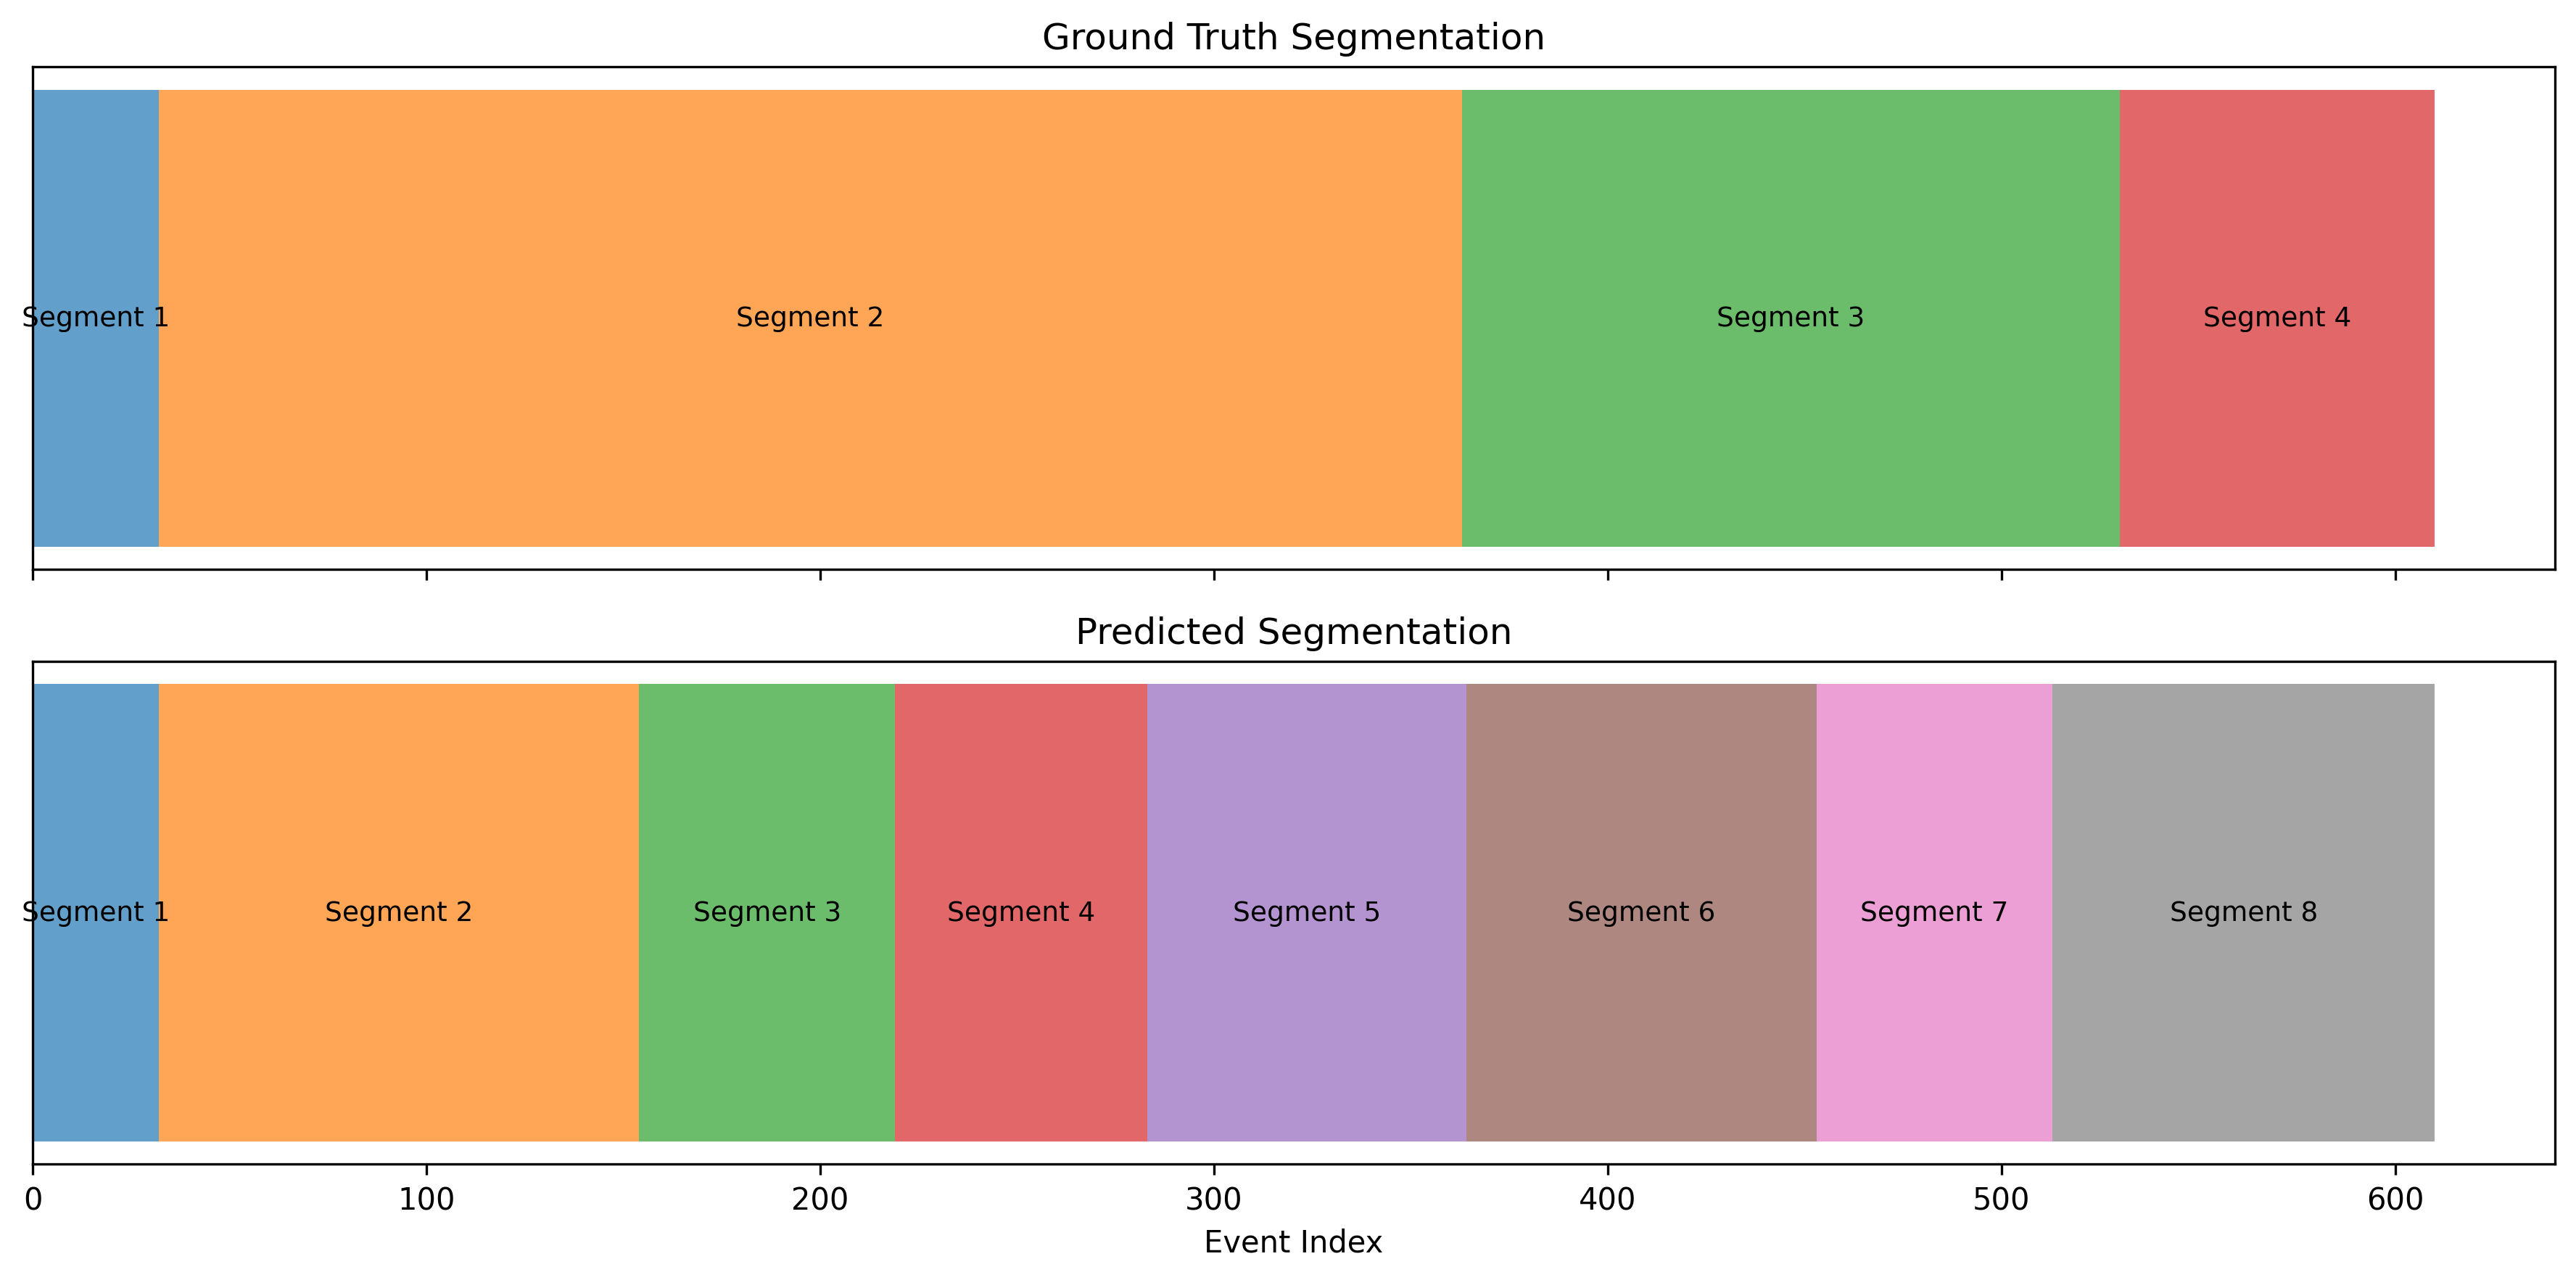 Ground Truth Segmentation
Segment 1 Segment 2 Segment 3 Segment 4
Predicted Segmentation
Segment 1 Segment 2 Segment 3 Segment 4 Segment 5 Segment 6 Segment 7 Segment 8
0 100 200 300 400 500 600
Event Index